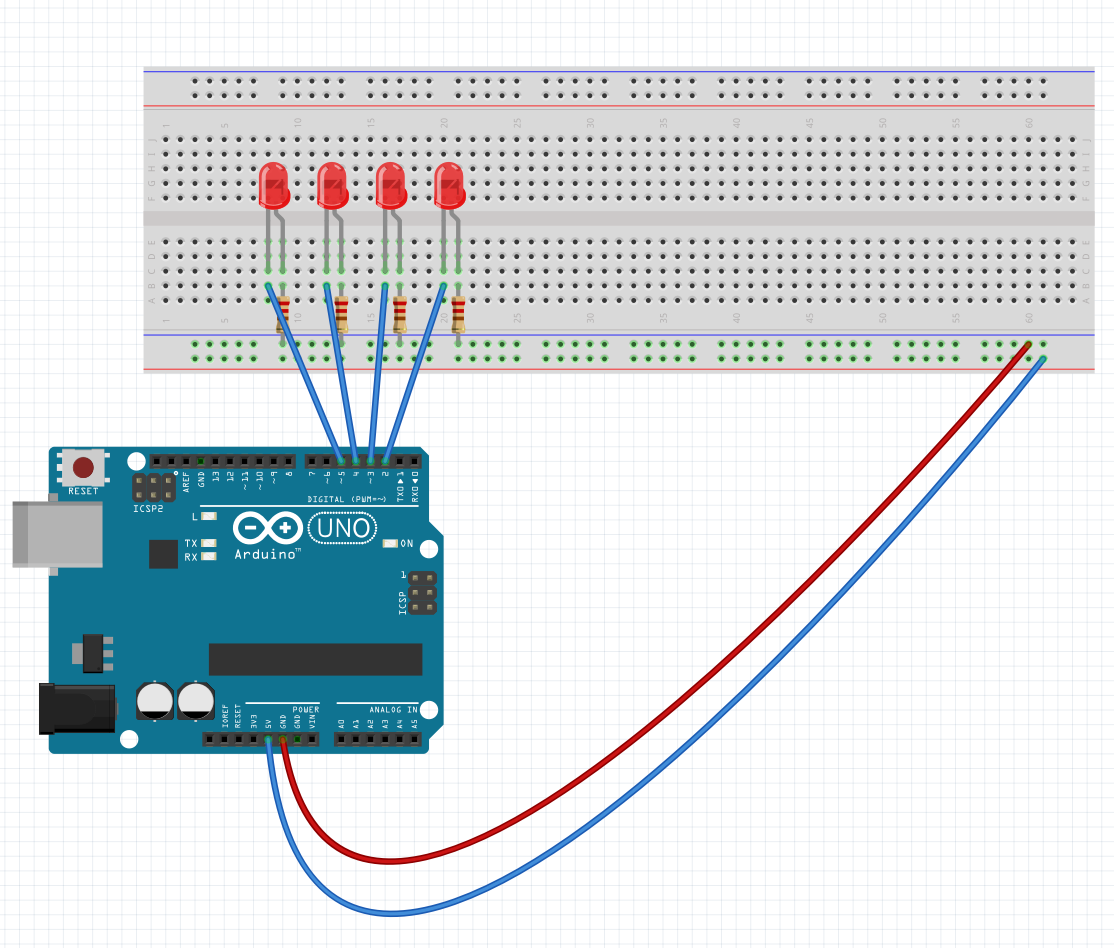 1 5 10 15 20 25 30 35 40 45 50 55 60
J J
I I
H H
G G
F F
E E
D D
C C
B B
A A
1 5 10 15 20 25 30 35 40 45 50 55 60
RESET
ICSP2
AREF GND 13 12 ~11 ~10 ~9 8 7 ~6 ~5 4 ~3 2 TXO▶1 RX0◀0
DIGITAL (PWM=~)
L
TX
RX
UNO
Arduino™
ON
1
ICSP
POWER
ANALOG IN
IOREF RESET 3V3 5V GND GND VIN A0 A1 A2 A3 A4 A5